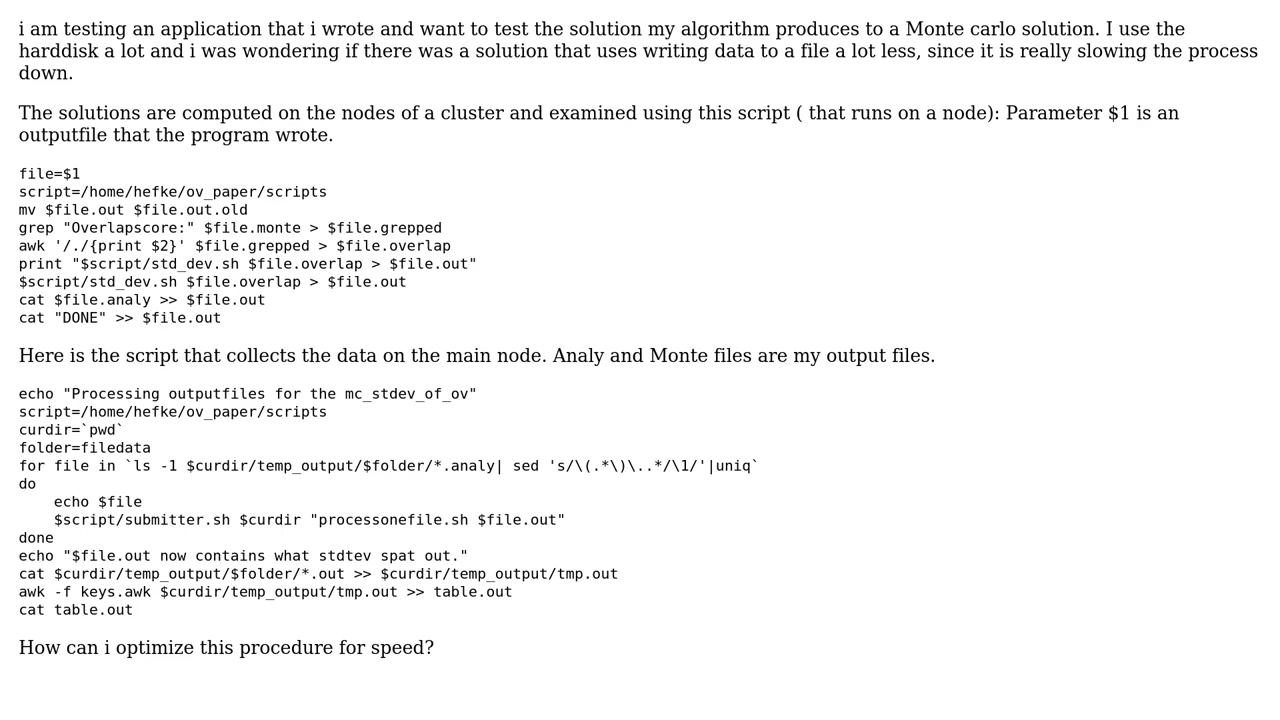 i am testing an application that i wrote and want to test the solution my algorithm produces to a Monte carlo solution. I use the
harddisk a lot and i was wondering if there was a solution that uses writing data to a file a lot less, since it is really slowing the process
down.
The solutions are computed on the nodes of a cluster and examined using this script ( that runs on a node): Parameter $1 is an
outputfile that the program wrote.
file=$1
script=/home/hefke/ov_paper/scripts
mv $file.out $file.out.old
grep "Overlapscore:" $file.monte > $file.grepped
awk '/./{print $2}' $file.grepped > $file.overlap
print "$script/std_dev.sh $file.overlap > $file.out"
$script/std_dev.sh $file.overlap > $file.out
cat $file.analy >> $file.out
cat "DONE" >> $file.out
Here is the script that collects the data on the main node. Analy and Monte files are my output files.
echo "Processing outputfiles for the mc_stdev_of_ov"
script=/home/hefke/ov_paper/scripts
curdir=`pwd`
folder=filedata
for file in `ls -1 $curdir/temp_output/$folder/*.analy| sed 's/\(.*\)\..*/\1/'|uniq`
do
    echo $file
    $script/submitter.sh $curdir "processonefile.sh $file.out"
done
echo "$file.out now contains what stdtev spat out."
cat $curdir/temp_output/$folder/*.out >> $curdir/temp_output/tmp.out
awk -f keys.awk $curdir/temp_output/tmp.out >> table.out
cat table.out
How can i optimize this procedure for speed?